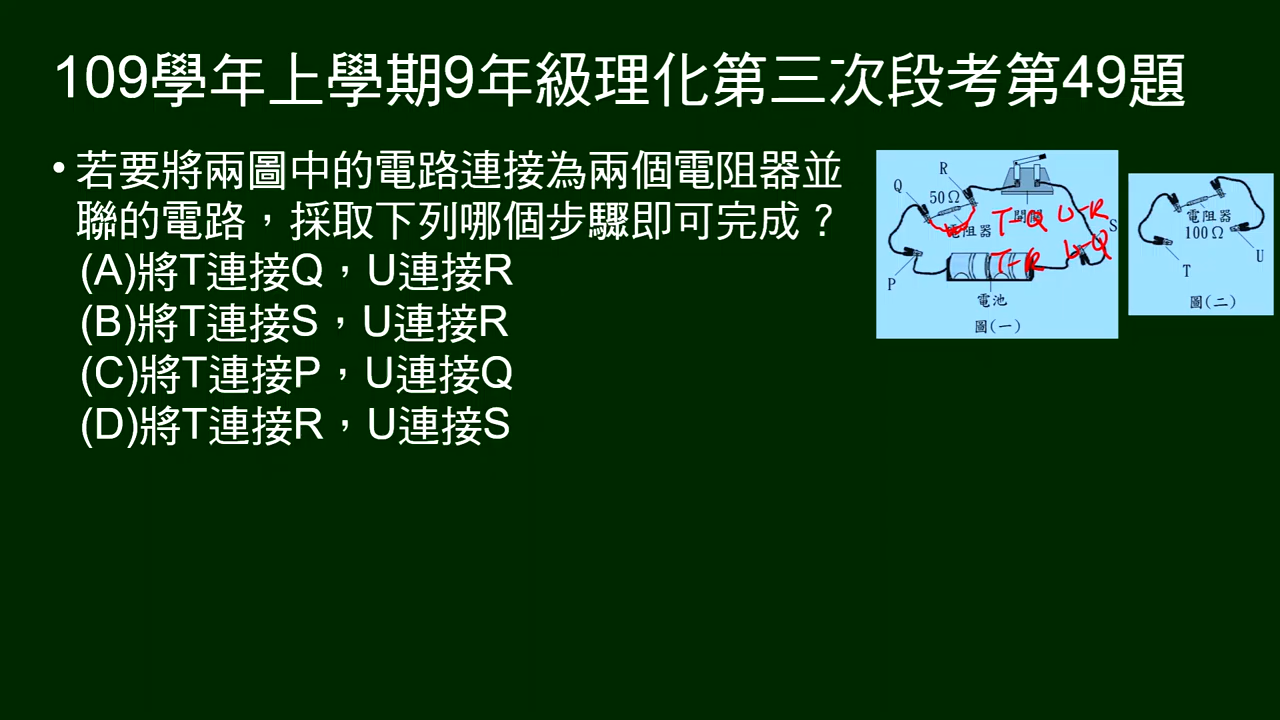 109學年上學期9年級理化第三次段考第49題
•若要將兩圖中的電路連接為兩個電阻器並
聯的電路，採取下列哪個步驟即可完成？
(A)將T連接Q，U連接R
(B)將T連接S，U連接R
(C)將T連接P，U連接Q
(D)將T連接R，U連接S
R
Q
50Ω
開關
電阻器
S
P
電池
圖(一)
T-Q U-R
T-R U-Q
電阻器
100Ω
U
T
圖(二)